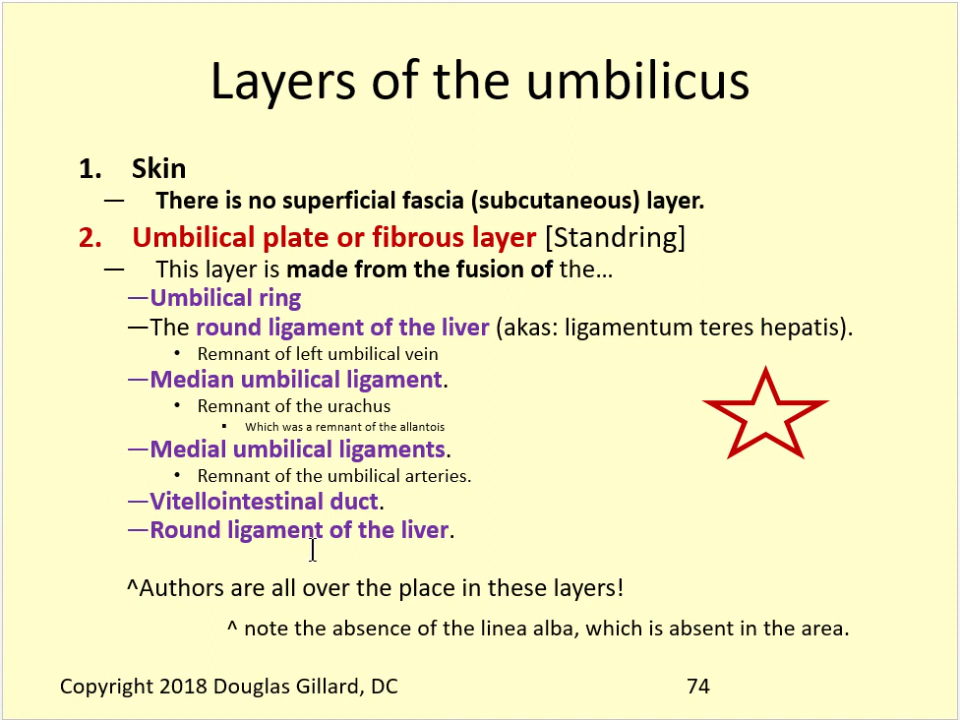 Layers of the umbilicus
1. Skin
— There is no superficial fascia (subcutaneous) layer.
2. Umbilical plate or fibrous layer [Standring]
— This layer is made from the fusion of the…
—Umbilical ring
—The round ligament of the liver (akas: ligamentum teres hepatis).
• Remnant of left umbilical vein
—Median umbilical ligament.
• Remnant of the urachus
▪ Which was a remnant of the allantois
—Medial umbilical ligaments.
• Remnant of the umbilical arteries.
—Vitellointestinal duct.
—Round ligament of the liver.
^Authors are all over the place in these layers!
^ note the absence of the linea alba, which is absent in the area.
Copyright 2018 Douglas Gillard, DC 74